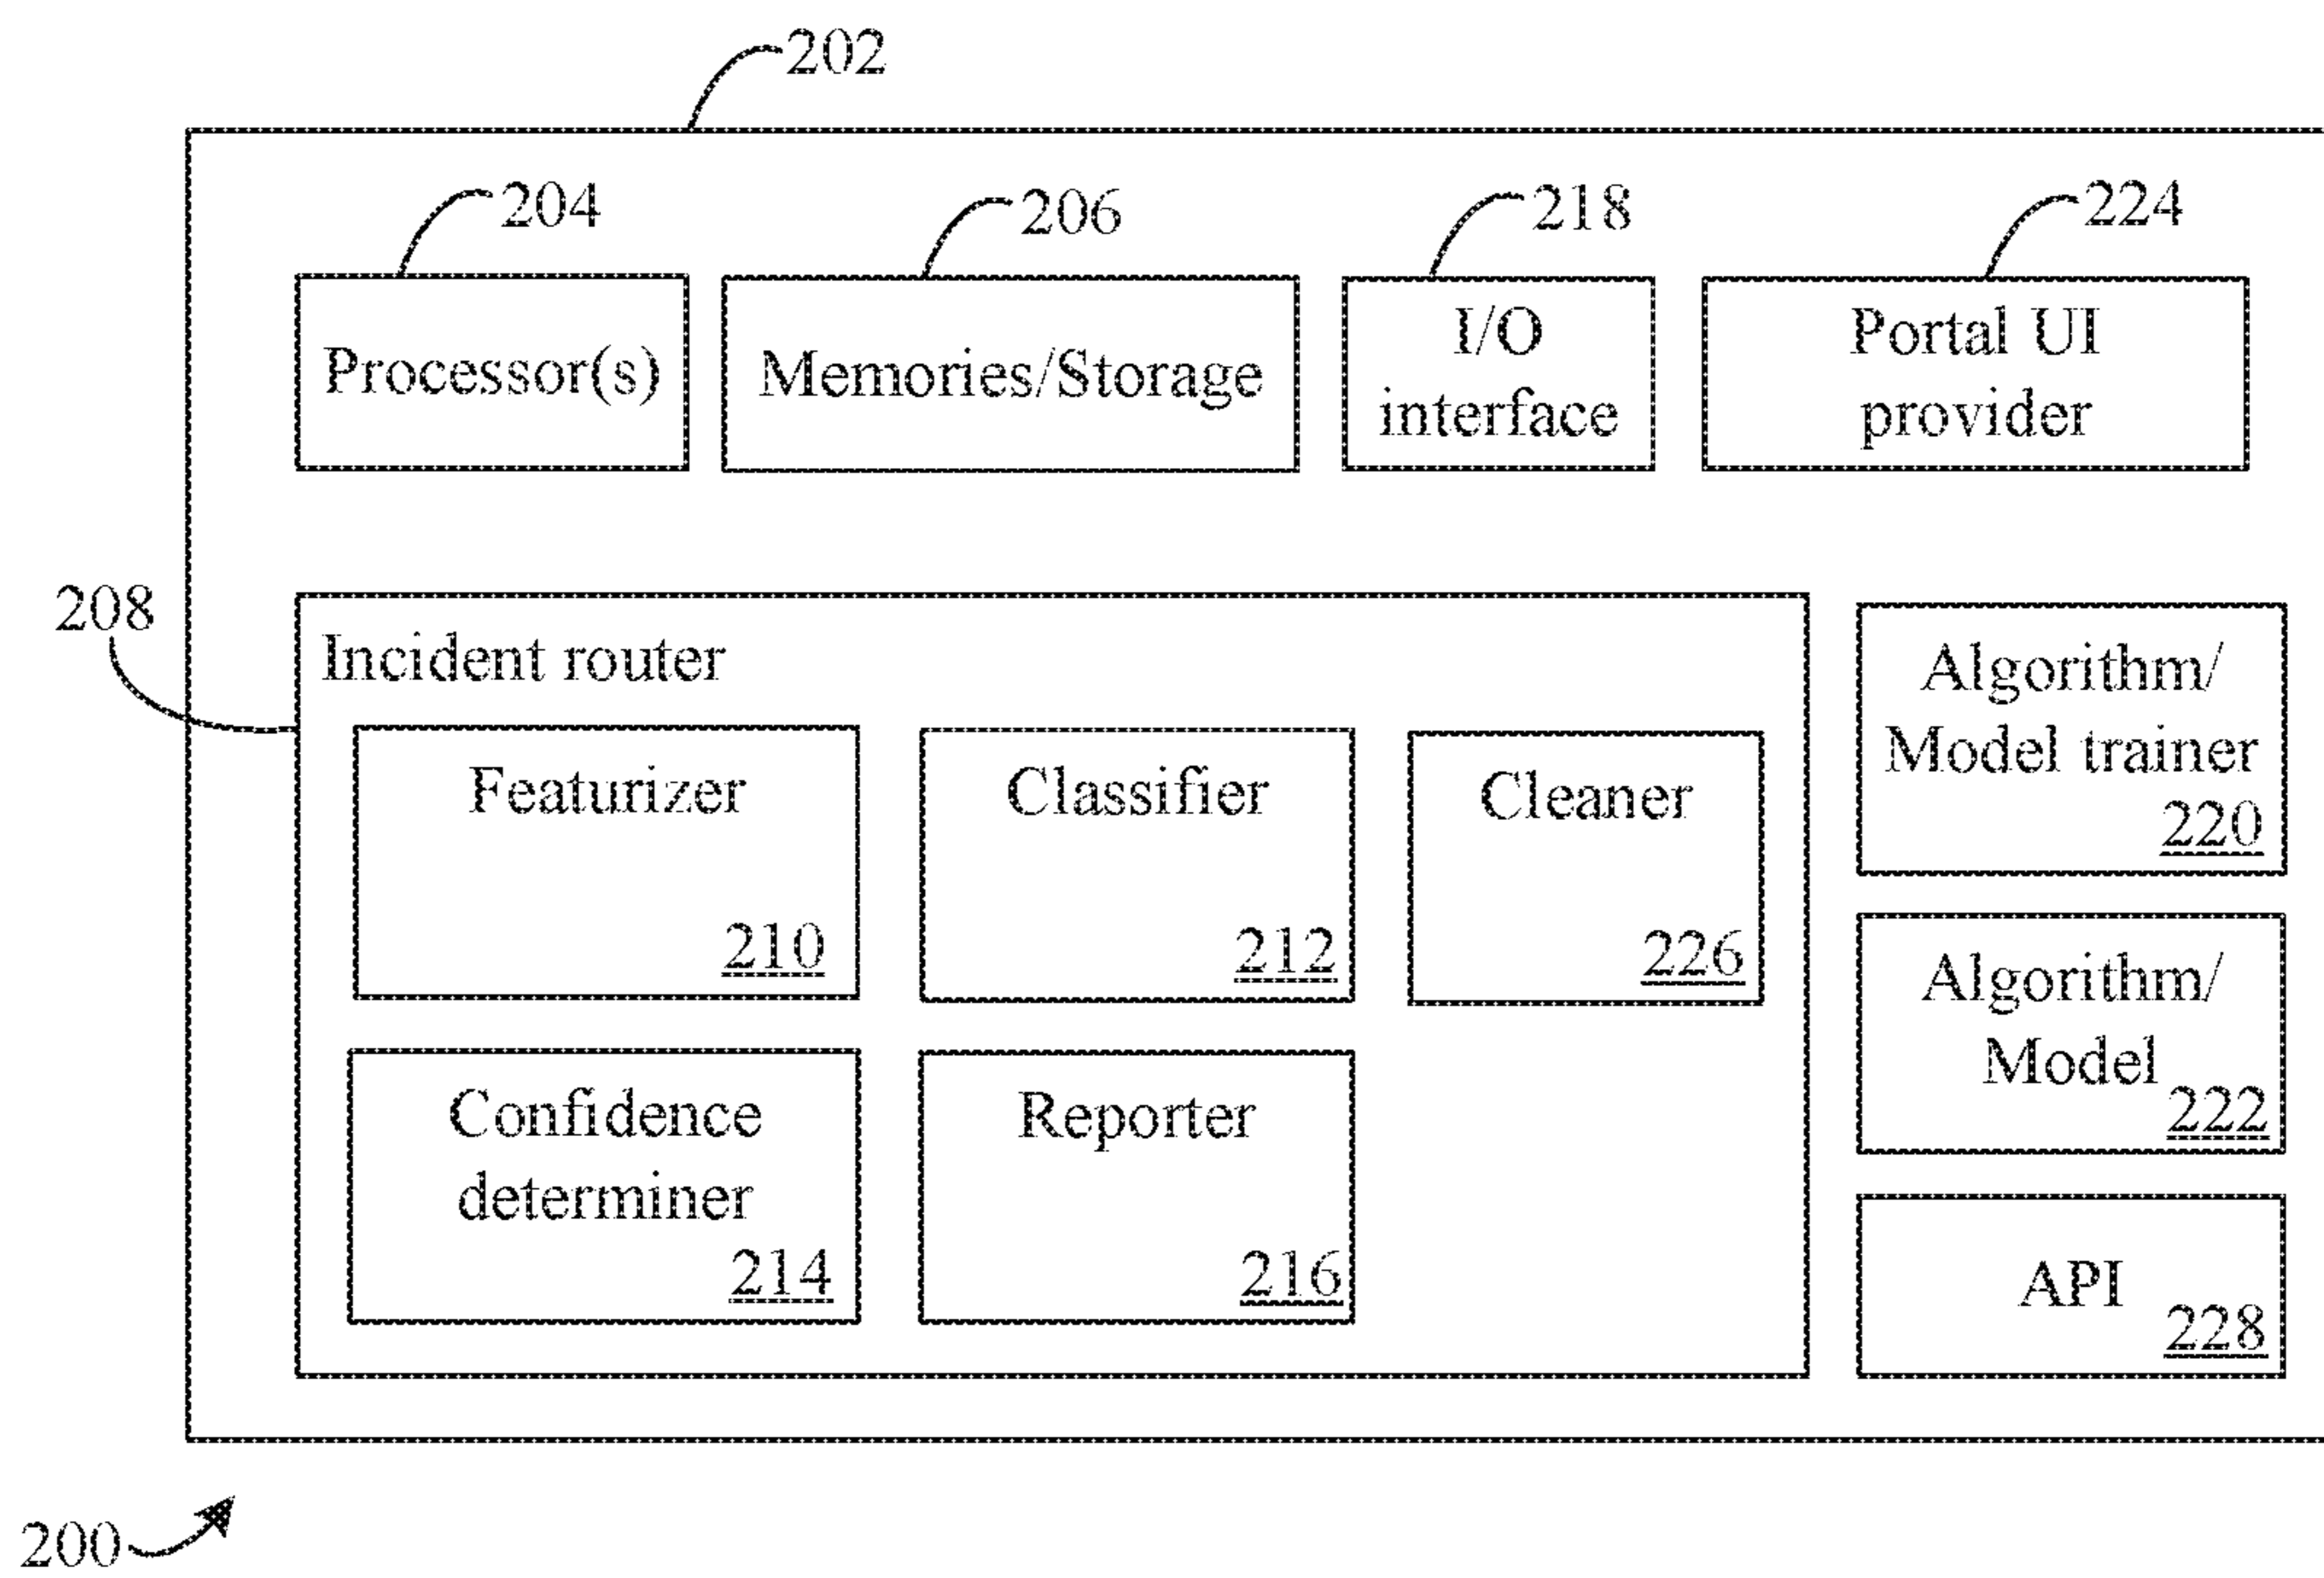 202
204
206
218
224
Processor(s)
Memories/Storage
I/O
interface
Portal UI
provider
208
Incident router
Featurizer
210
Classifier
212
Cleaner
226
Confidence
determiner
214
Reporter
216
Algorithm/
Model trainer
220
Algorithm/
Model
222
API
228
200